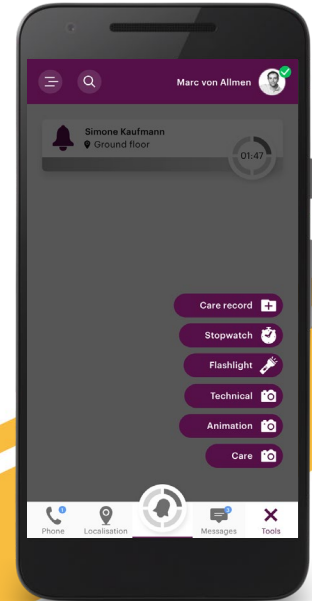 Marc von Allmen
Simone Kaufmann
Ground floor
01:47
Care record
Stopwatch
Flashlight
Technical
Animation
Care
1
Phone
Localisation
Messages
Tools